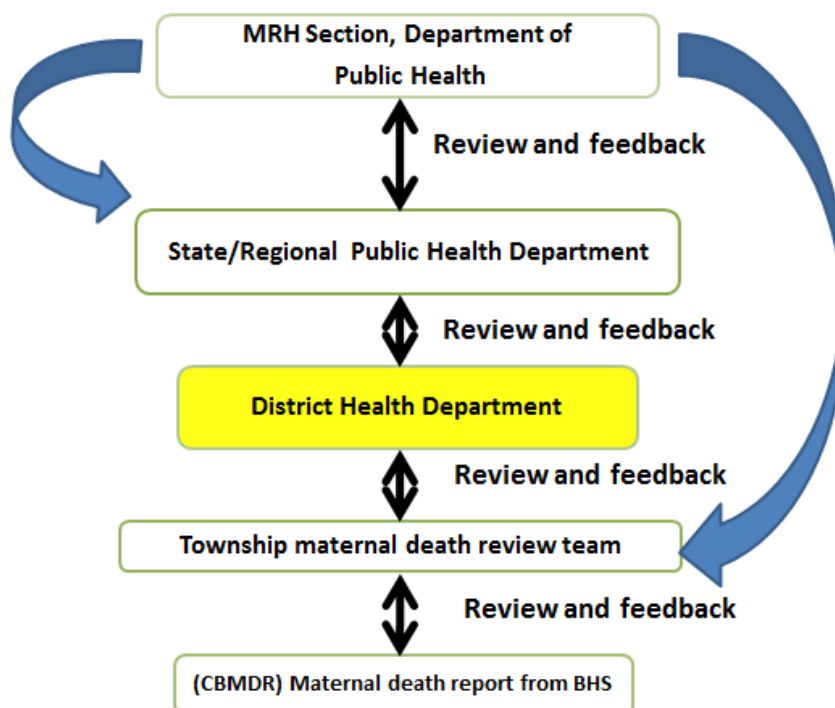 MRH Section, Department of
Public Health
Review and feedback
State/Regional Public Health Department
Review and feedback
District Health Department
Review and feedback
Township maternal death review team
Review and feedback
(CBMDR) Maternal death report from BHS